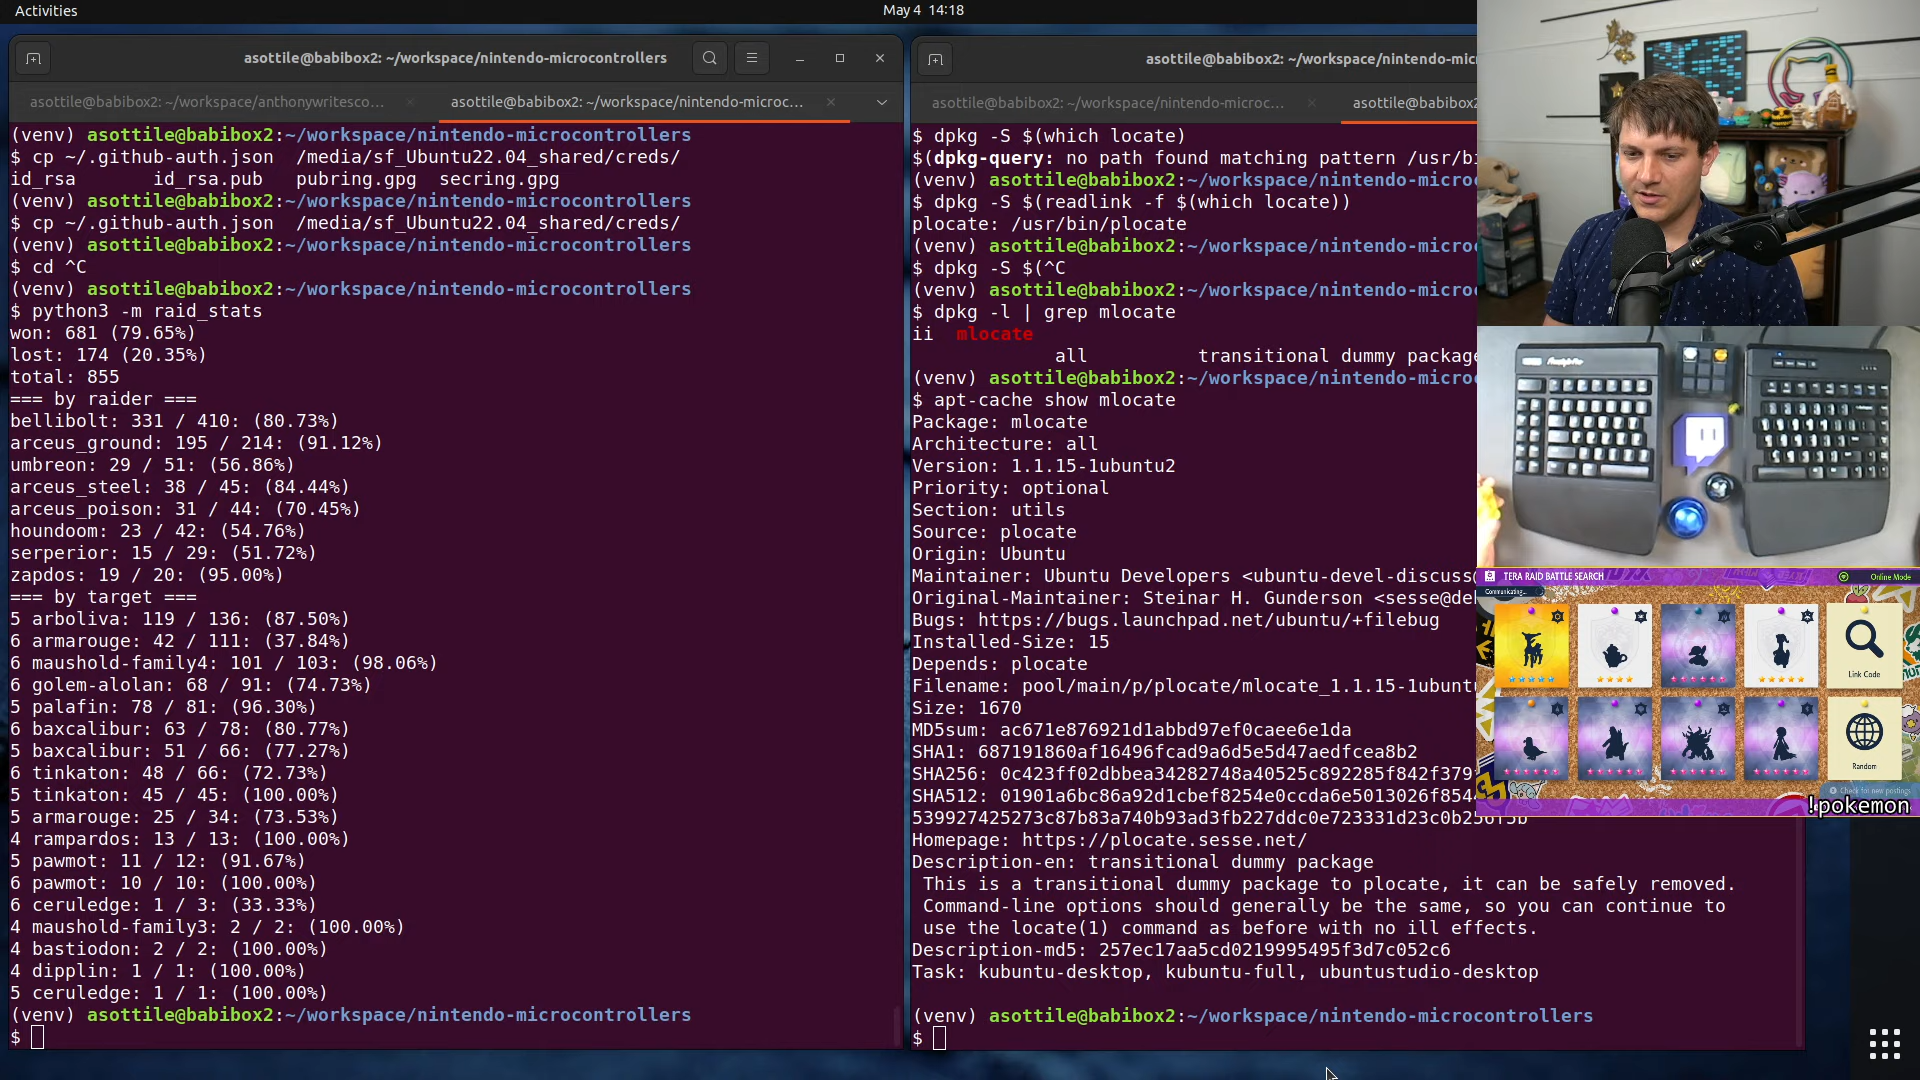 Activities
May 4 14:18
asottile@babibox2: ~/workspace/nintendo-microcontrollers
asottile@babibox2: ~/workspace/anthonywritesco...
asottile@babibox2: ~/workspace/nintendo-microc...
(venv) asottile@babibox2:~/workspace/nintendo-microcontrollers
$ cp ~/.github-auth.json  /media/sf_Ubuntu22.04_shared/creds/
id_rsa       id_rsa.pub   pubring.gpg  secring.gpg
(venv) asottile@babibox2:~/workspace/nintendo-microcontrollers
$ cp ~/.github-auth.json  /media/sf_Ubuntu22.04_shared/creds/
(venv) asottile@babibox2:~/workspace/nintendo-microcontrollers
$ cd ^C
(venv) asottile@babibox2:~/workspace/nintendo-microcontrollers
$ python3 -m raid_stats
won: 681 (79.65%)
lost: 174 (20.35%)
total: 855
=== by raider ===
bellibolt: 331 / 410: (80.73%)
arceus_ground: 195 / 214: (91.12%)
umbreon: 29 / 51: (56.86%)
arceus_steel: 38 / 45: (84.44%)
arceus_poison: 31 / 44: (70.45%)
houndoom: 23 / 42: (54.76%)
serperior: 15 / 29: (51.72%)
zapdos: 19 / 20: (95.00%)
=== by target ===
5 arboliva: 119 / 136: (87.50%)
6 armarouge: 42 / 111: (37.84%)
6 maushold-family4: 101 / 103: (98.06%)
6 golem-alolan: 68 / 91: (74.73%)
5 palafin: 78 / 81: (96.30%)
6 baxcalibur: 63 / 78: (80.77%)
5 baxcalibur: 51 / 66: (77.27%)
6 tinkaton: 48 / 66: (72.73%)
5 tinkaton: 45 / 45: (100.00%)
5 armarouge: 25 / 34: (73.53%)
4 rampardos: 13 / 13: (100.00%)
5 pawmot: 11 / 12: (91.67%)
6 pawmot: 10 / 10: (100.00%)
6 ceruledge: 1 / 3: (33.33%)
4 maushold-family3: 2 / 2: (100.00%)
4 bastiodon: 2 / 2: (100.00%)
4 dipplin: 1 / 1: (100.00%)
5 ceruledge: 1 / 1: (100.00%)
(venv) asottile@babibox2:~/workspace/nintendo-microcontrollers
$
asottile@babibox2: ~/workspace/nintendo-mi
asottile@babibox2: ~/workspace/nintendo-microc...
asottile@babibox2
$ dpkg -S $(which locate)
$(dpkg-query: no path found matching pattern /usr/bi
(venv) asottile@babibox2:~/workspace/nintendo-micro
$ dpkg -S $(readlink -f $(which locate))
plocate: /usr/bin/plocate
(venv) asottile@babibox2:~/workspace/nintendo-micro
$ dpkg -S $(^C
(venv) asottile@babibox2:~/workspace/nintendo-micro
$ dpkg -l | grep mlocate
ii  mlocate
all          transitional dummy package
(venv) asottile@babibox2:~/workspace/nintendo-micro
$ apt-cache show mlocate
Package: mlocate
Architecture: all
Version: 1.1.15-1ubuntu2
Priority: optional
Section: utils
Source: plocate
Origin: Ubuntu
Maintainer: Ubuntu Developers <ubuntu-devel-discuss@
Original-Maintainer: Steinar H. Gunderson <sesse@de
Bugs: https://bugs.launchpad.net/ubuntu/+filebug
Installed-Size: 15
Depends: plocate
Filename: pool/main/p/plocate/mlocate_1.1.15-1ubunt
Size: 1670
MD5sum: ac671e876921d1abbd97ef0caee6e1da
SHA1: 687191860af16496fcad9a6d5e5d47aedfcea8b2
SHA256: 0c423ff02dbbea34282748a40525c892285f842f379
SHA512: 01901a6bc86a92d1cbef8254e0ccda6e5013026f854
539927425273c87b83a740b93ad3fb227ddc0e723331d23c0b256f5b
Homepage: https://plocate.sesse.net/
Description-en: transitional dummy package
This is a transitional dummy package to plocate, it can be safely removed.
Command-line options should generally be the same, so you can continue to
use the locate(1) command as before with no ill effects.
Description-md5: 257ec17aa5cd0219995495f3d7c052c6
Task: kubuntu-desktop, kubuntu-full, ubuntustudio-desktop
(venv) asottile@babibox2:~/workspace/nintendo-microcontrollers
$
TERA RAID BATTLE SEARCH
Online Mode
Communicating...
Link Code
Random
Check for new postings
!pokemon